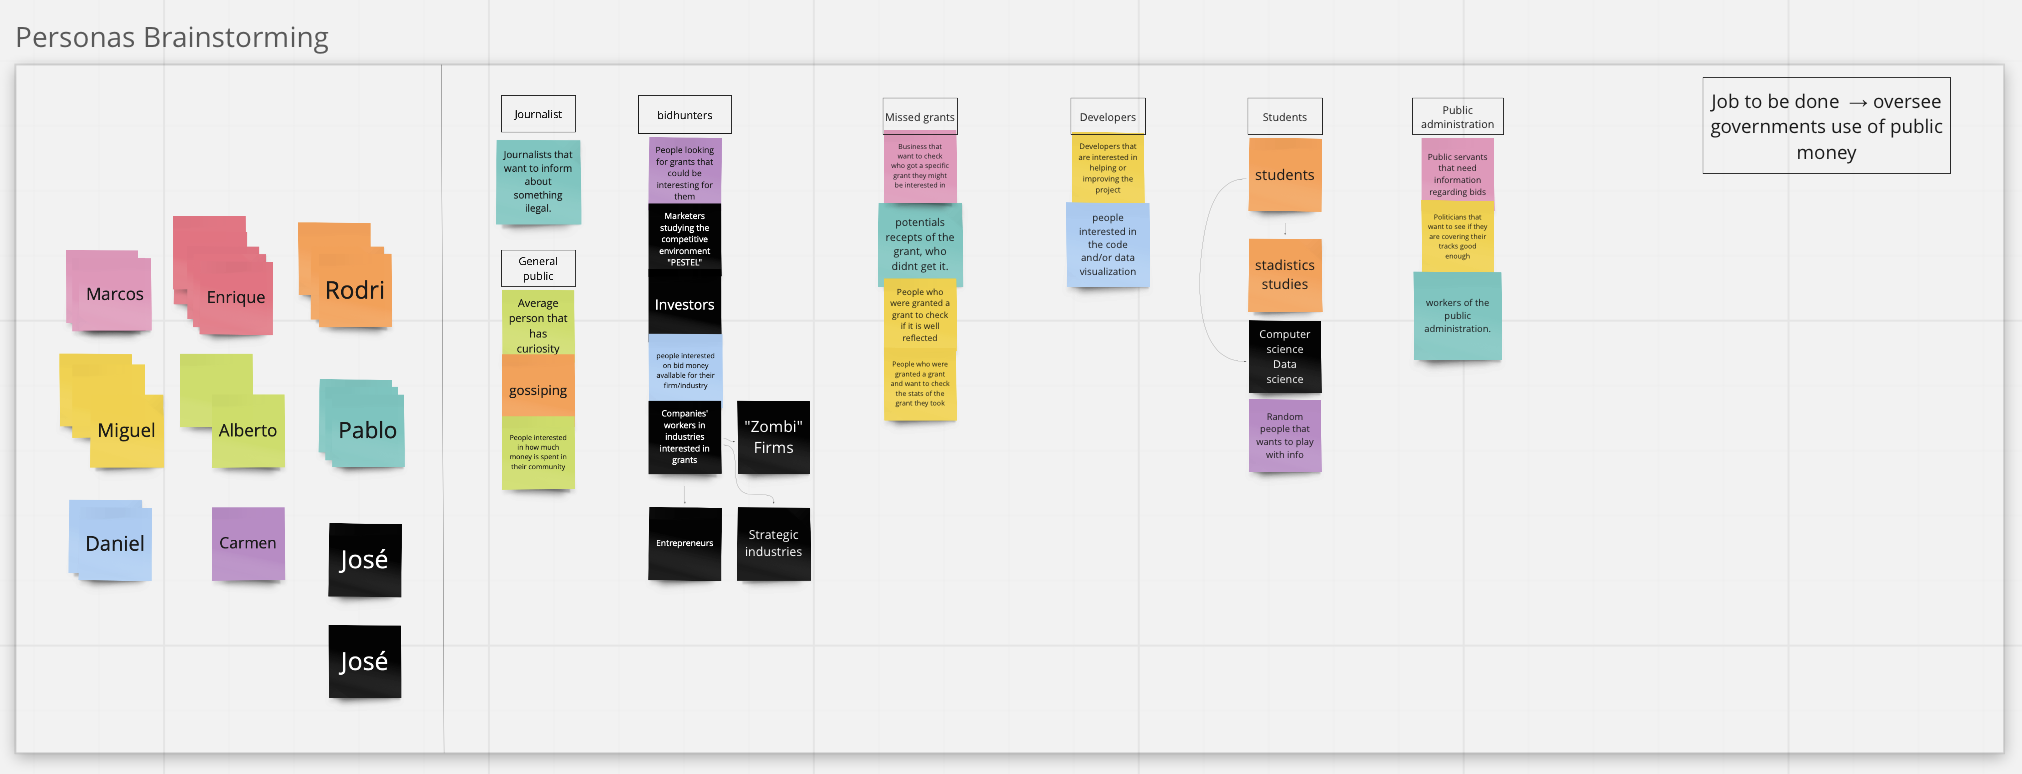 Personas Brainstorming
Marcos
Enrique
Rodri
Miguel
Alberto
Pablo
Daniel
Carmen
José
José
Journalist
Journalists that
want to inform
about
something
ilegal.
General
public
Average
person that
has
curiosity
gossiping
People interested
in how much
money is spent in
their community
bidhunters
People looking
for grants that
could be
interesting for
them
Marketers
studying the
competitive
environment
"PESTEL"
Investors
people interested
on bid money
available for their
firm/industry
Companies'
workers in
industries
interested in
grants
"Zombi"
Firms
Entrepreneurs
Strategic
industries
Missed grants
Business that
want to check
who got a specific
grant they might
be interested in
potentials
recepts of the
grant, who
didnt get it.
People who
were granted a
grant to check
if it is well
reflected
People who were
granted a grant
and want to check
the stats of the
grant they took
Developers
Developers that
are interested in
helping or
improving the
project
people
interested in
the code
and/or data
visualization
Students
students
stadistics
studies
Computer
science
Data
science
Random
people that
wants to play
with info
Public
administration
Public servants
that need
information
regarding bids
Politicians that
want to see if they
are covering their
tracks good
enough
workers of the
public
administration.
Job to be done → oversee
governments use of public
money